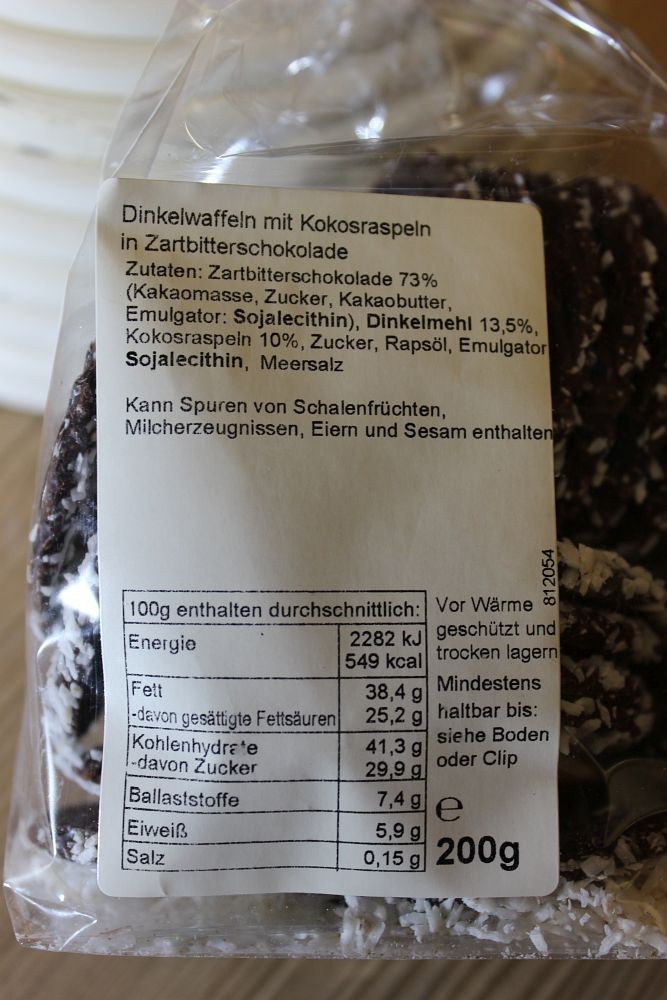 Dinkelwaffeln mit Kokosraspeln
in Zartbitterschokolade
Zutaten: Zartbitterschokolade 73%
(Kakaomasse, Zucker, Kakaobutter,
Emulgator: Sojalecithin), Dinkelmehl 13,5%,
Kokosraspeln 10%, Zucker, Rapsöl, Emulgator
Sojalecithin, Meersalz
Kann Spuren von Schalenfrüchten,
Milcherzeugnissen, Eiern und Sesam enthalten
100g enthalten durchschnittlich:
Energie 2282 kJ
549 kcal
Fett 38,4 g
-davon gesättigte Fettsäuren 25,2 g
Kohlenhydrate 41,3 g
-davon Zucker 29,9 g
Ballaststoffe 7,4 g
Eiweiß 5,9 g
Salz 0,15 g
Vor Wärme
geschützt und
trocken lagern
Mindestens
haltbar bis:
siehe Boden
oder Clip
e
200g
812054